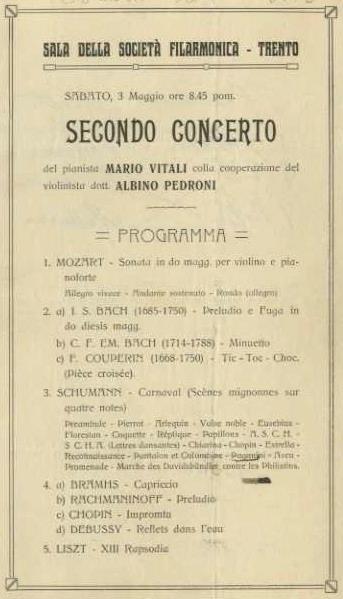 SALA DELLA SOCIETÀ FILARMONICA - TRENTO
SABATO, 3 Maggio ore 8.45 pom.
SECONDO CONCERTO
del pianista MARIO VITALI colla cooperazione del
violinista dott. ALBINO PEDRONI
= PROGRAMMA =
1. MOZART - Sonata in do magg. per violino e pia-
noforte
Allegro vivace - Andante sostenuto - Rondo (allegro)
2. a) I. S. BACH (1685-1750) - Preludio e Fuga in
do diesis magg.
b) C. F. EM. BACH (1714-1788) - Minuetto
c) F. COUPERIN (1668-1750) - Tic - Toc - Choc.
(Pièce croisée).
3. SCHUMANN - Carnaval (Scènes mignonnes sur
quatre notes)
Preambule - Pierrot - Arlequin - Valse noble - Eusebius -
Florestan - Coquette - Réplique - Papillons - A. S. C. H. -
S. C. H. A. (Lettres dansantes) - Chiarina - Chopin - Estrella -
Reconnaissance - Pantalon et Colombine - Paganini - Aveu -
Promenade - Marche des Davidsbündler contre les Philistins.
4. a) BRAMHS - Capriccio
b) RACHMANINOFF - Preludio
c) CHOPIN - Impromtu
d) DEBUSSY - Reflets dans l'eau
5. LISZT - XIII Rapsodia